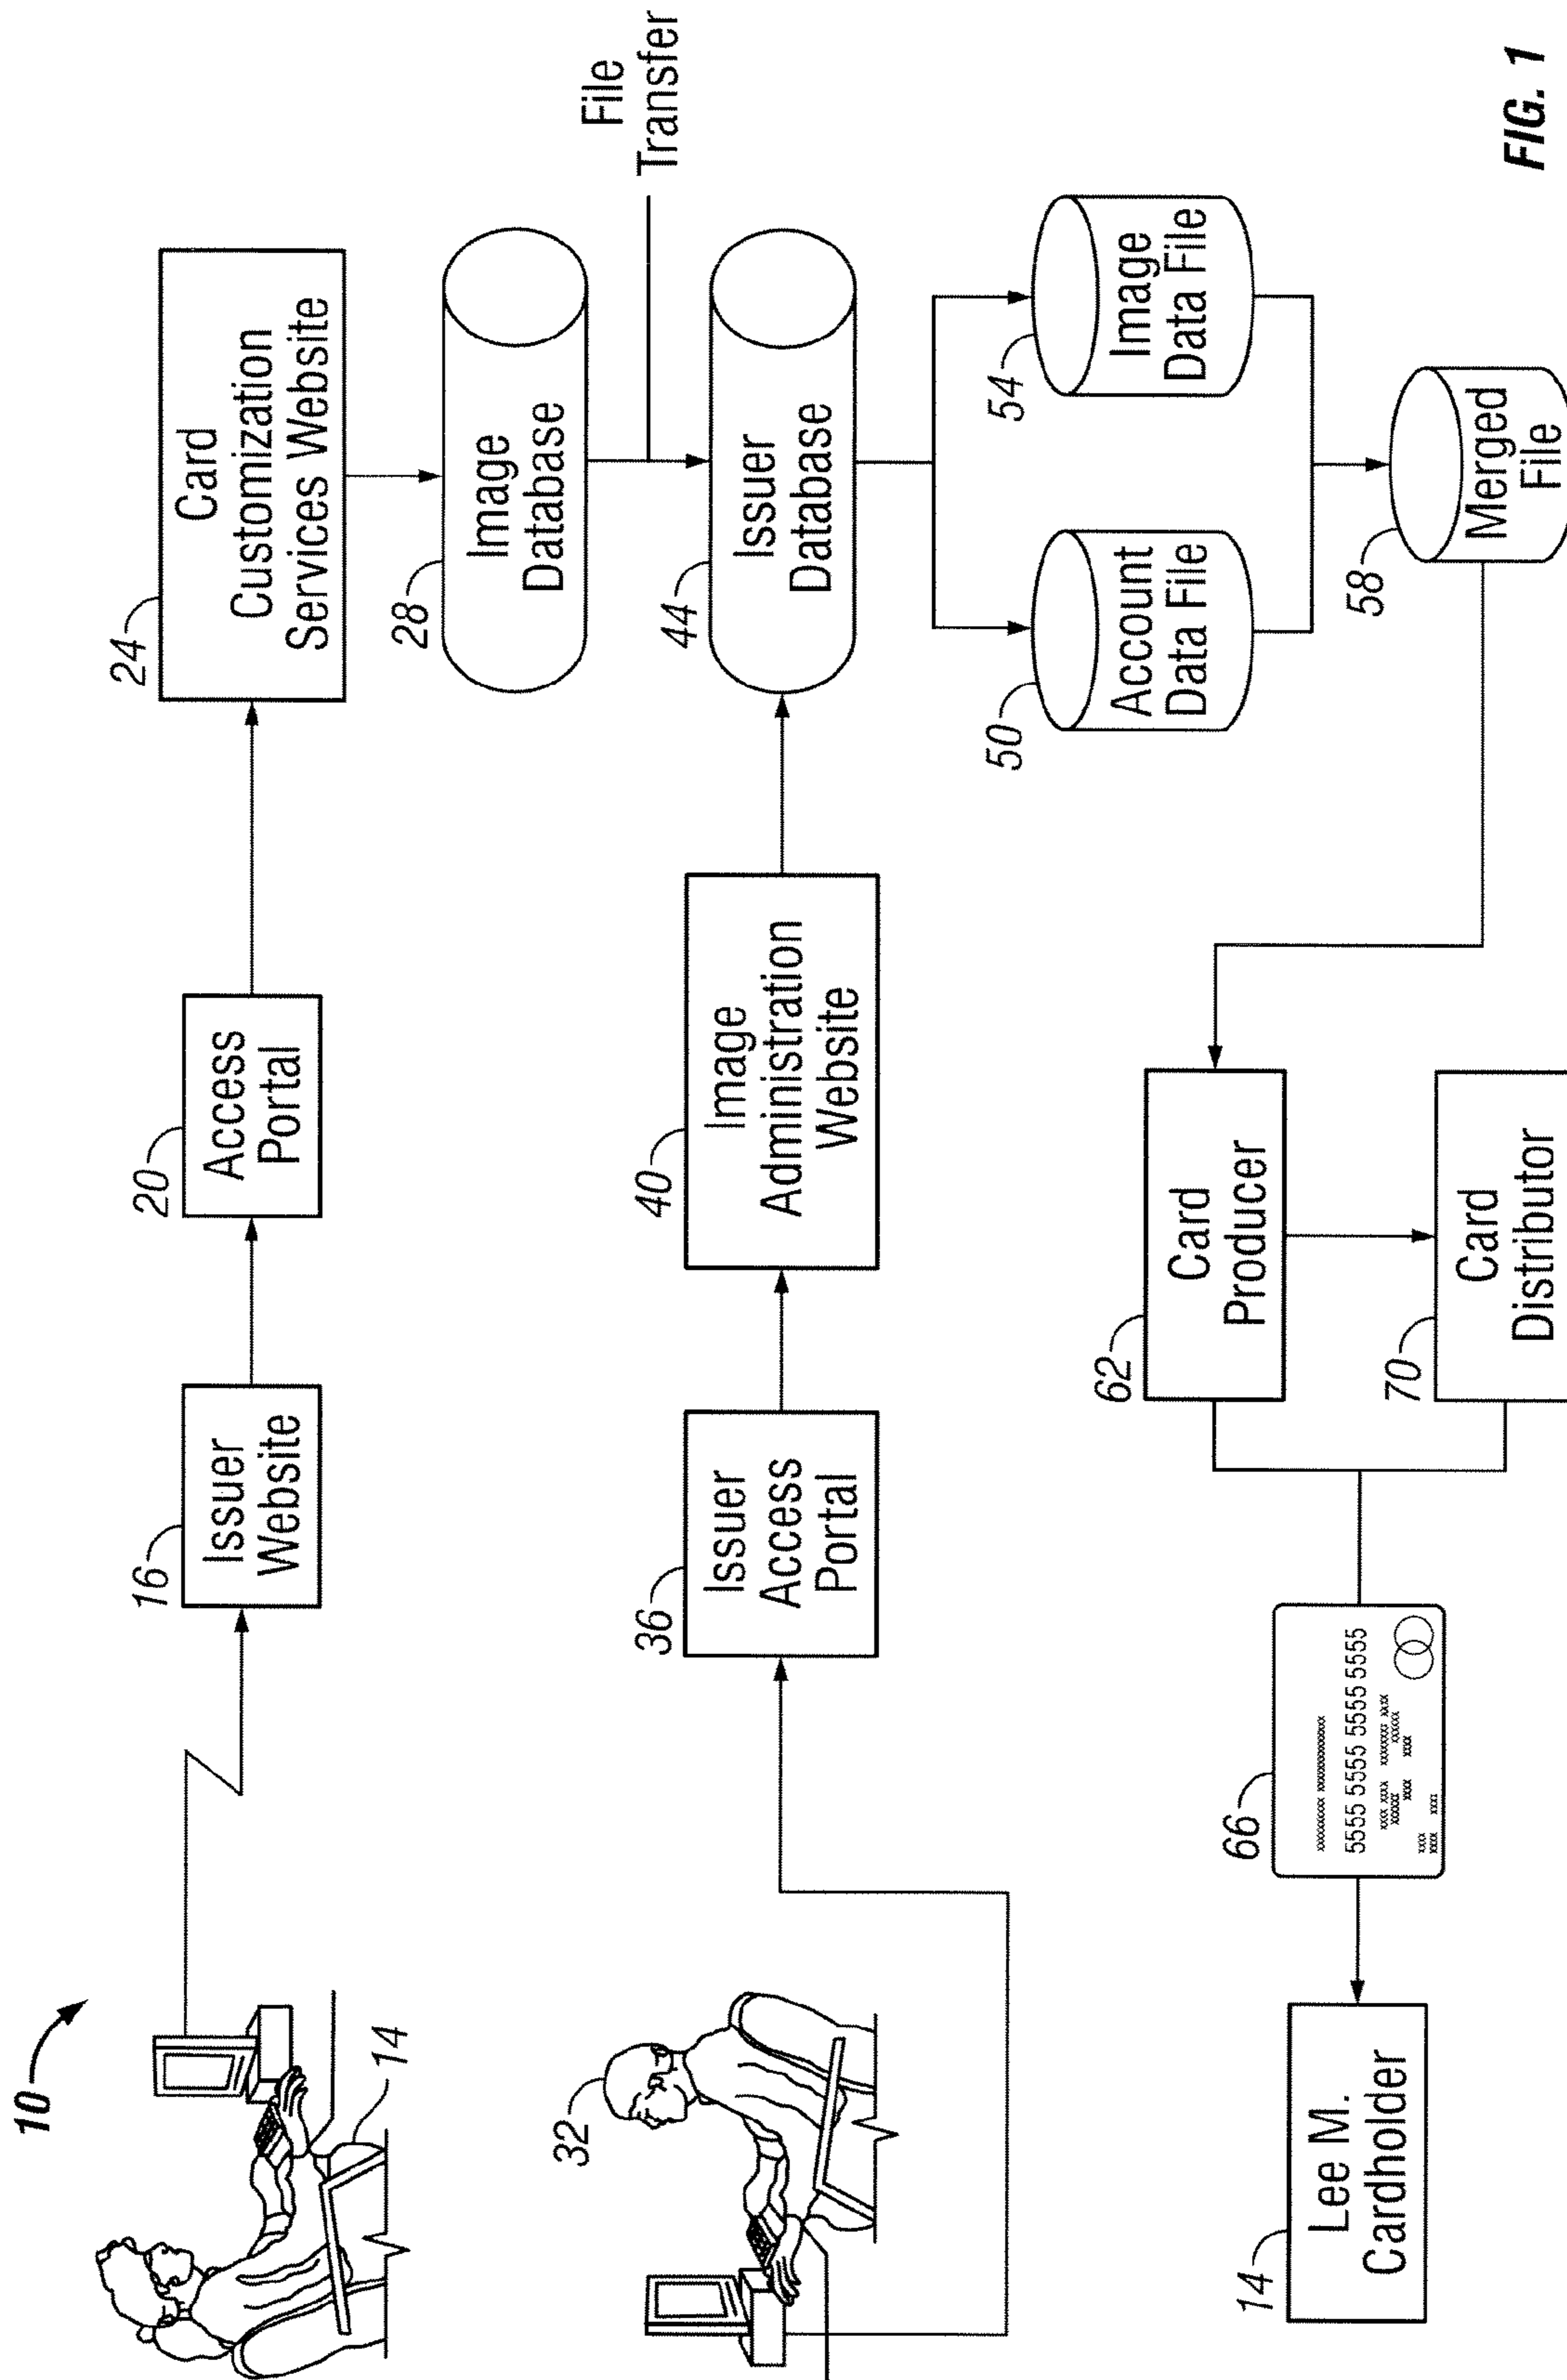 10
14
16
Issuer
Website
20
Access
Portal
24
Card
Customization
Services Website
28
Image
Database
File
Transfer
32
36
Issuer
Access
Portal
40
Image
Administration
Website
44
Issuer
Database
50
Account
Data File
54
Image
Data File
58
Merged
File
62
Card
Producer
70
Card
Distributor
66
5555 5555 5555 5555 5555
14
Lee M.
Cardholder
FIG. 1